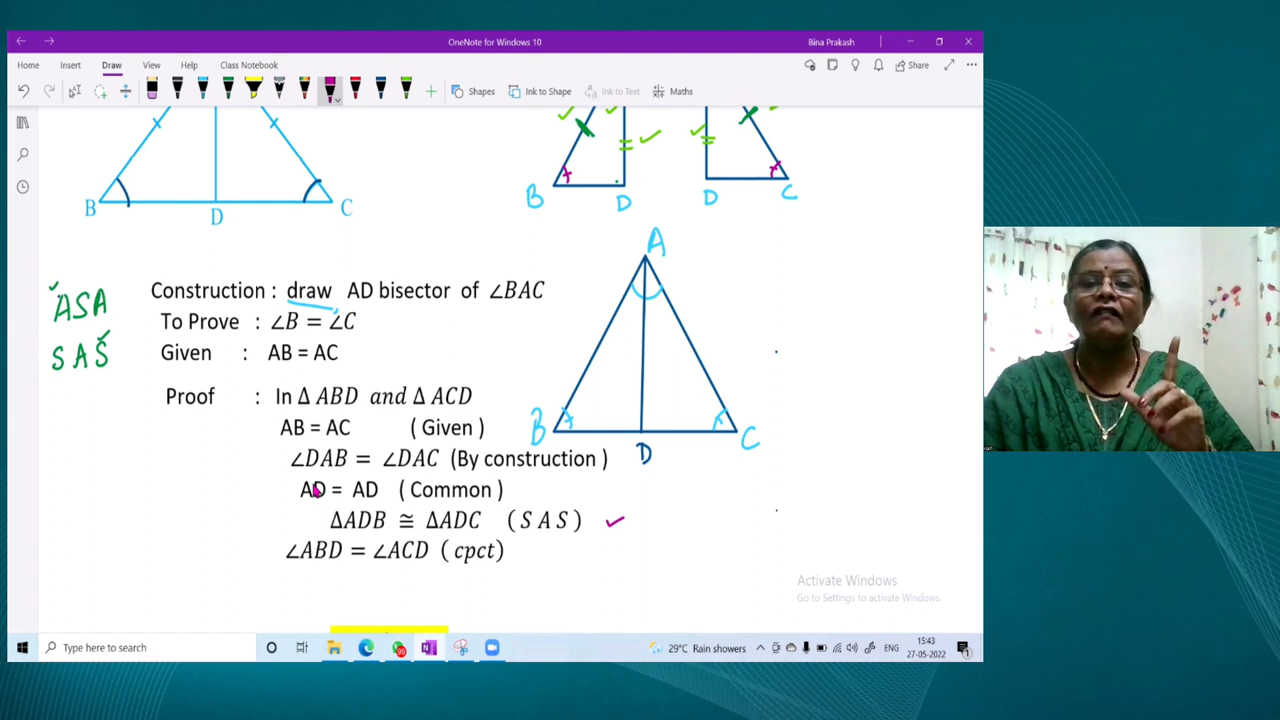 OneNote for Windows 10
Bina Prakash
Home Insert Draw View Help Class Notebook
Share
Shapes
Ink to Shape
Ink to Text
Maths
B D C
B D D C
A
ASA
SAS
Construction : draw AD bisector of ∠BAC
To Prove : ∠B = ∠C
Given : AB = AC
Proof : In Δ ABD and Δ ACD
AB = AC ( Given )
∠DAB = ∠DAC (By construction )
AD = AD ( Common )
ΔADB ≅ ΔADC ( S A S )
∠ABD = ∠ACD ( cpct)
B D C
Activate Windows
Go to Settings to activate Windows.
Type here to search
99
29°C Rain showers
ENG
15:43
27-05-2022
1